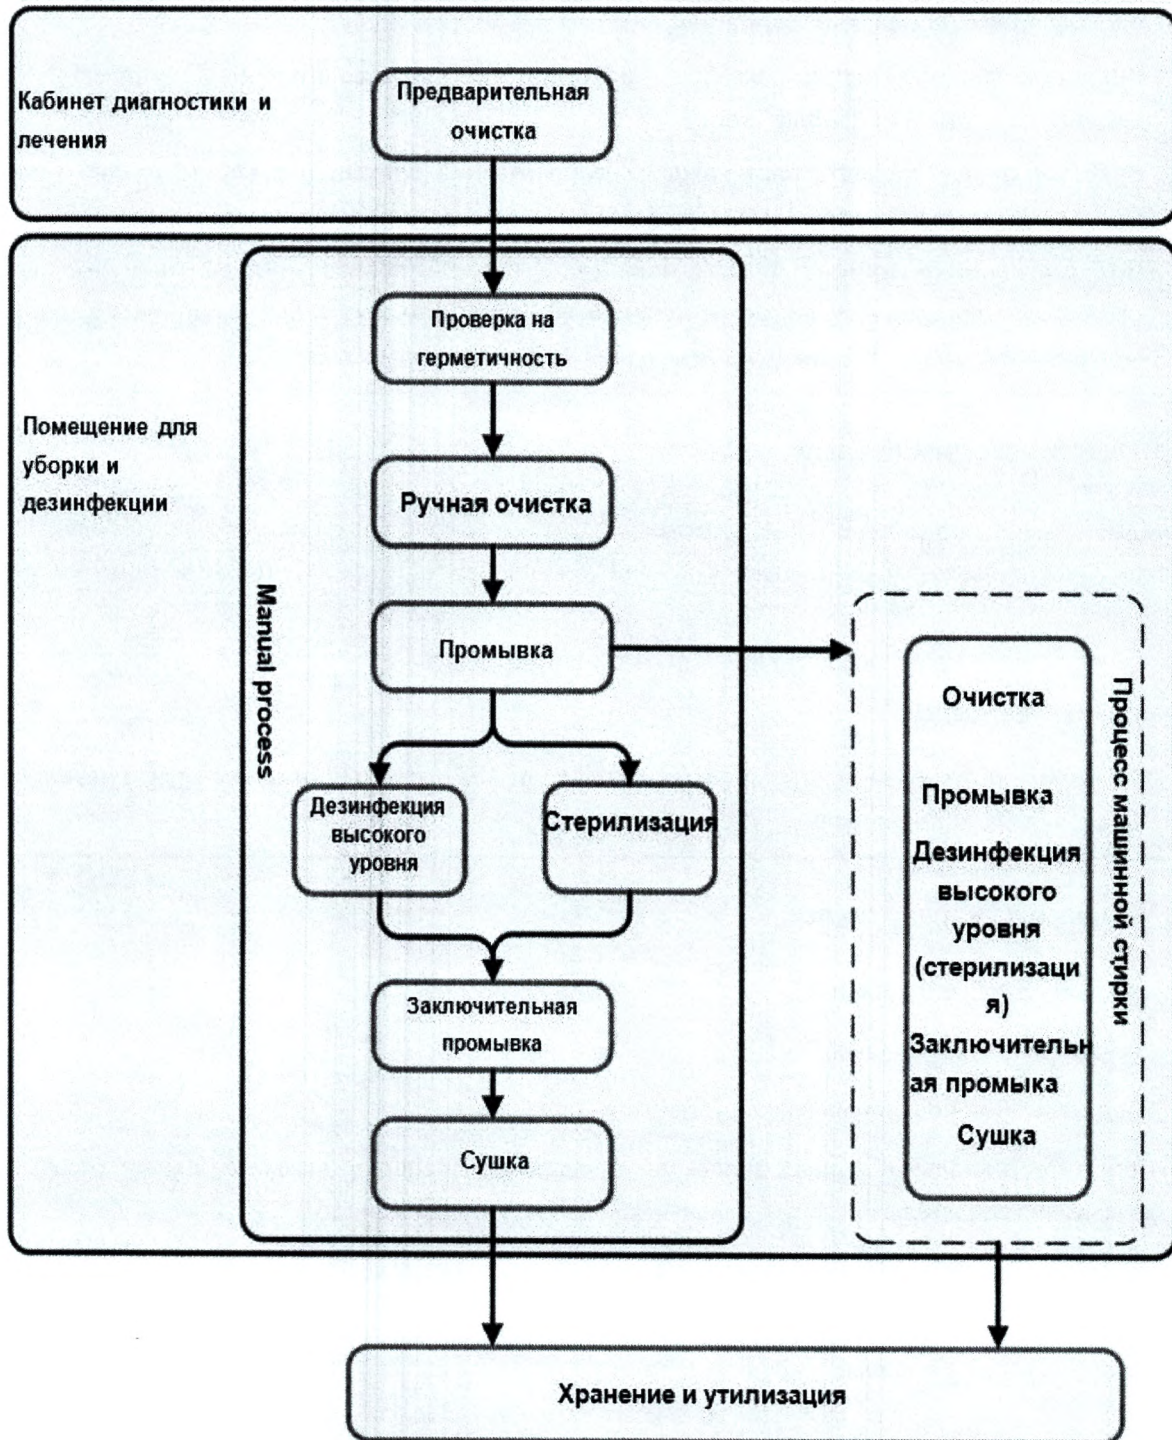 Кабинет диагностики и
лечения
Предварительная
очистка
Помещение для
уборки и
дезинфекции
Manual process
Проверка на
герметичность
Ручная очистка
Промывка
Дезинфекция
высокого
уровня
Стерилизация
Заключительная
промывка
Сушка
Процесс машинной стирки
Очистка
Промывка
Дезинфекция
высокого
уровня
(стерилизаци
я)
Заключительн
ая промыка
Сушка
Хранение и утилизация